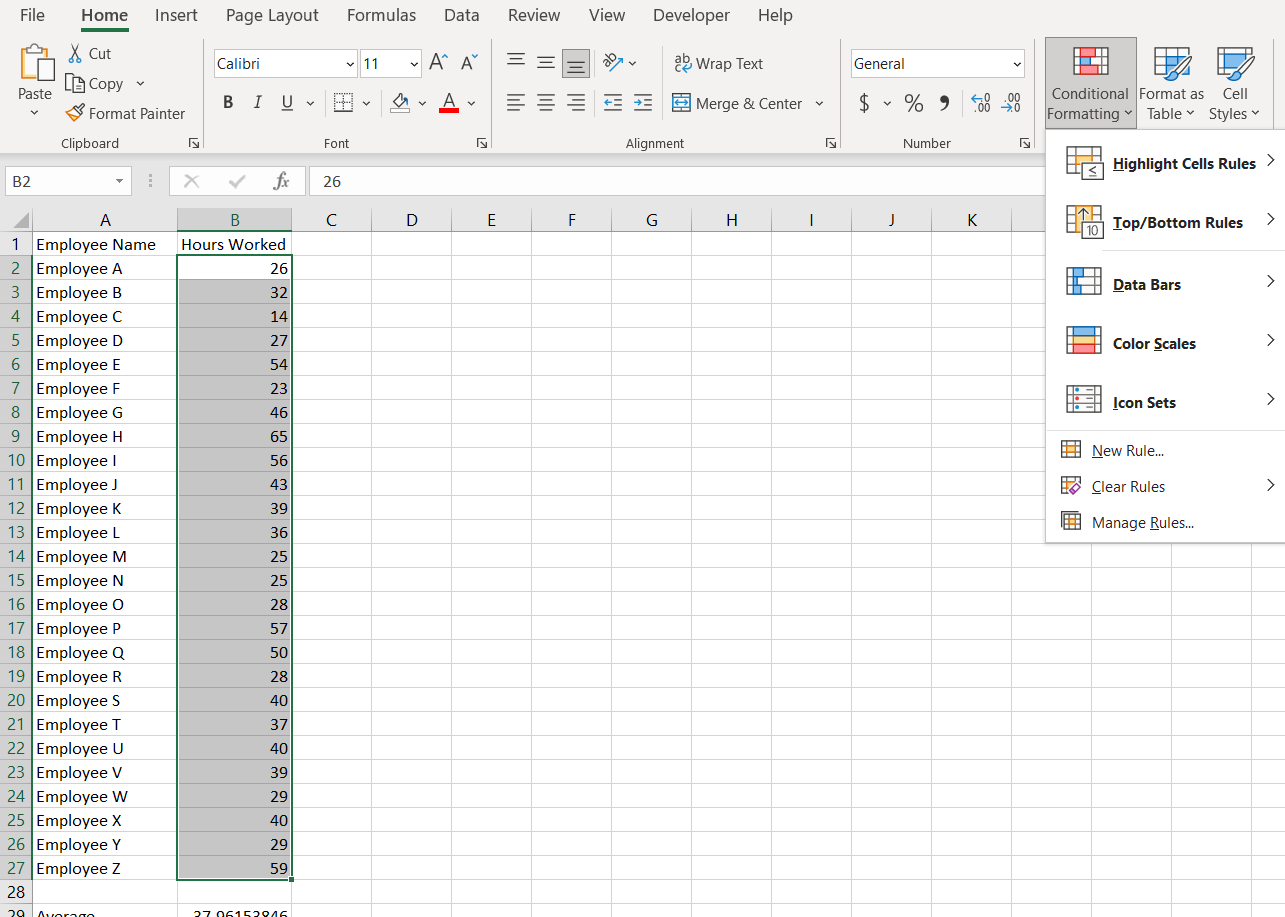 File Home Insert Page Layout Formulas Data Review View Developer Help
Paste
Cut
Copy
Format Painter
Clipboard
Calibri 11 A A
B I U A
Font
ab Wrap Text
Merge & Center
Alignment
General
$ % 9 .00 .00
Number
Conditional Formatting
Format as Table
Cell Styles
Highlight Cells Rules
Top/Bottom Rules
10
Data Bars
Color Scales
Icon Sets
New Rule...
Clear Rules
Manage Rules...
B2 fx 26
A B C D E F G H I J K
1 Employee Name Hours Worked
2 Employee A 26
3 Employee B 32
4 Employee C 14
5 Employee D 27
6 Employee E 54
7 Employee F 23
8 Employee G 46
9 Employee H 65
10 Employee I 56
11 Employee J 43
12 Employee K 39
13 Employee L 36
14 Employee M 25
15 Employee N 25
16 Employee O 28
17 Employee P 57
18 Employee Q 50
19 Employee R 28
20 Employee S 40
21 Employee T 37
22 Employee U 40
23 Employee V 39
24 Employee W 29
25 Employee X 40
26 Employee Y 29
27 Employee Z 59
28
29 Average 37.96153846